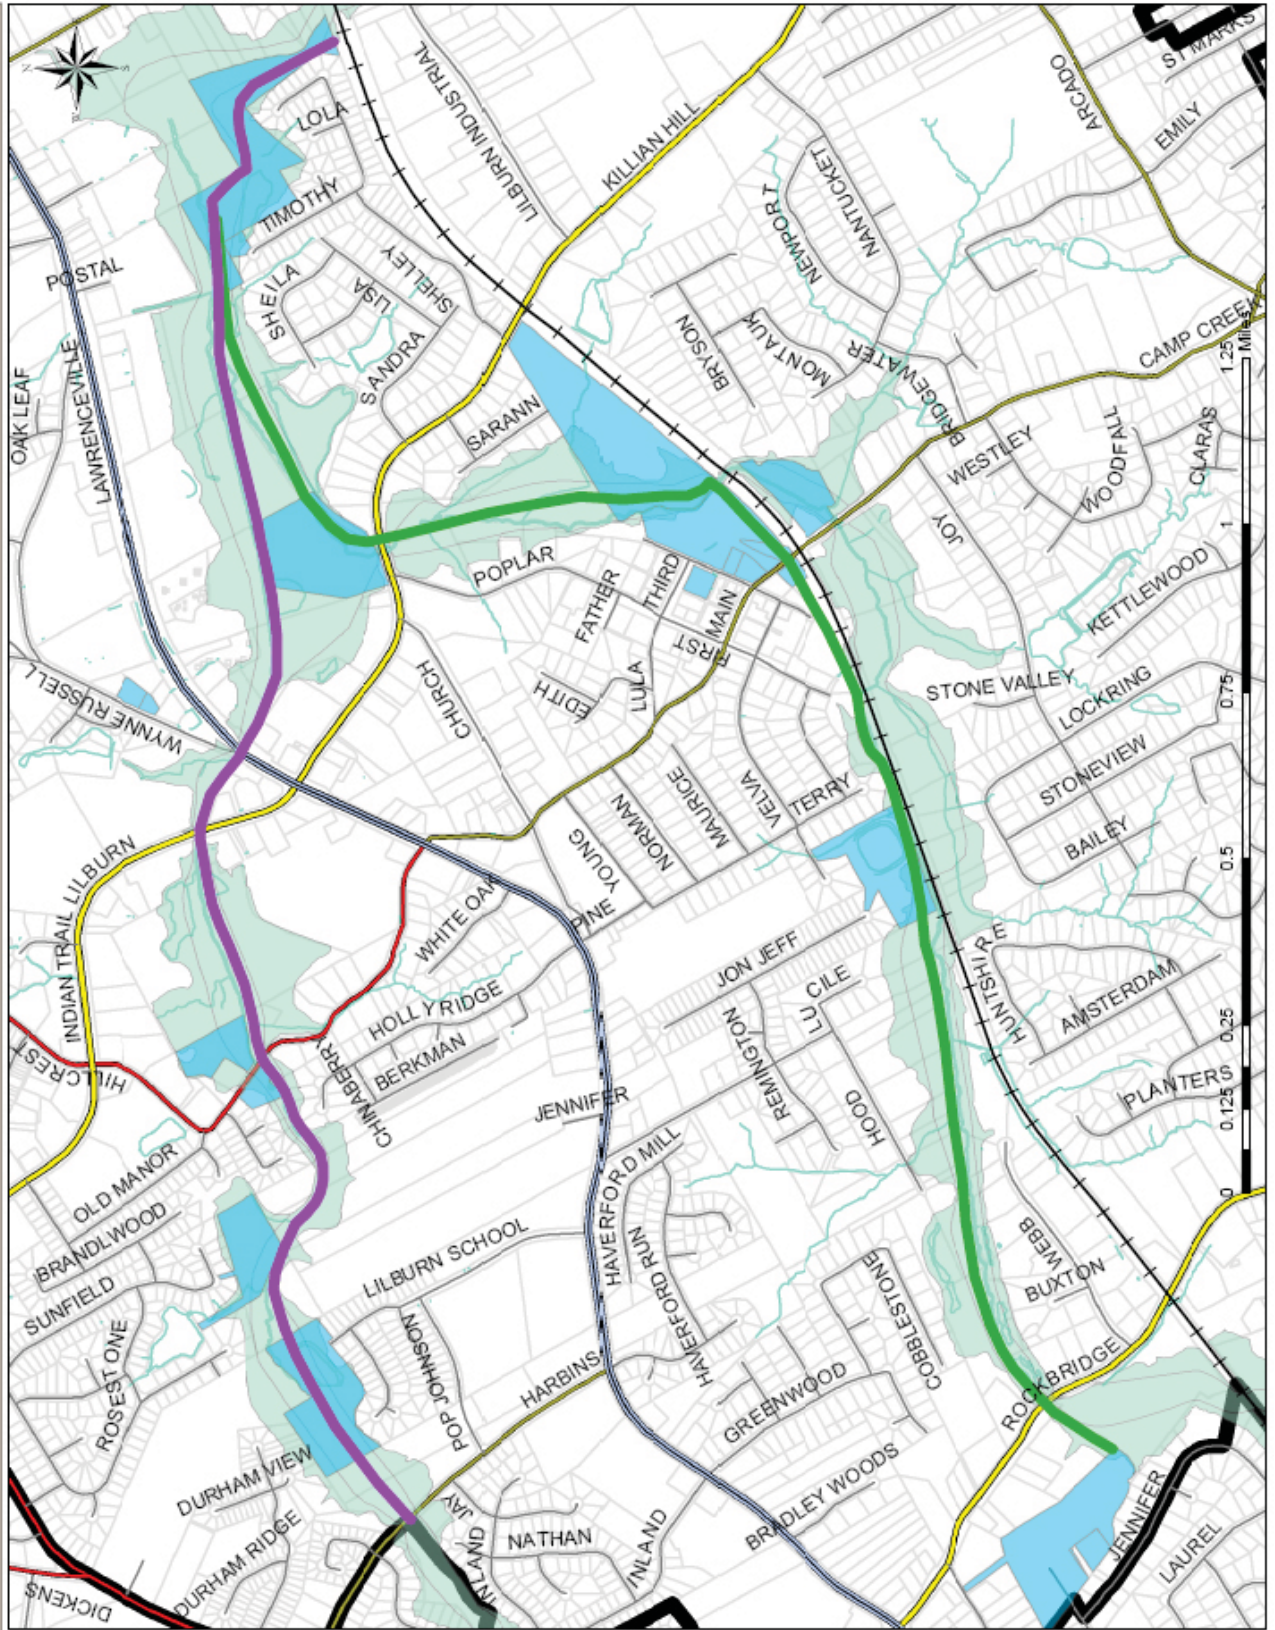 ST MARKS
ARCADO
EMILY
LILBURN INDUSTRIAL
KILLIAN HILL
LOLA
TIMOTHY
NANTUCKET
NEWPORT
POSTAL
SHELLEY
SHEILA
LISA
SANDRA
BRYSON
MONTAUK
BRIDGEWATER
CAMP CREEK
OAK LEAF
LAWRENCEVILLE
SARANN
WESTLEY
WOODFALL
CLARAS
JOY
POPLAR
FATHER
THIRD
MAIN
FIRST
KETTLEWOOD
WYNNE RUSSELL
CHURCH
EDITH
LULA
STONE VALLEY
LOCKRING
STONEVIEW
BAILEY
MAURICE
VELVA
TERRY
NORMAN
YOUNG
PINE
INDIAN TRAIL LILBURN
WHITE OAK
HOLLY RIDGE
BERKMAN
CHINABERRY
JON JEFF
LUCILE
HUNTSHIRE
AMSTERDAM
HILLCREST
REMINGTON
HOOD
PLANTERS
JENNIFER
HAVERFORD MILL
OLD MANOR
BRANDLWOOD
SUNFIELD
LILBURN SCHOOL
HAVERFORD RUN
WEBB
BUXTON
ROSESTONE
POP JOHNSON
HARBINS
COBBLESTONE
GREENWOOD
ROCKBRIDGE
DURHAM VIEW
DURHAM RIDGE
JAY
INLAND
NATHAN
INLAND
BRADLEY WOODS
JENNIFER
LAUREL
DICKENS
0 0.125 0.25 0.5 0.75 1 1.25 Miles